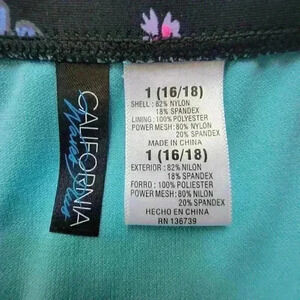 CALIFORNIA
Waves
1 (16/18)
SHELL: 82% NYLON
18% SPANDEX
LINING: 100% POLYESTER
POWER MESH: 80% NYLON
20% SPANDEX
MADE IN CHINA
1 (16/18)
EXTERIOR: 82% NILON
18% SPANDEX
FORRO: 100% POLIESTER
POWER MESH: 80% NILON
20% SPANDEX
HECHO EN CHINA
RN 136739